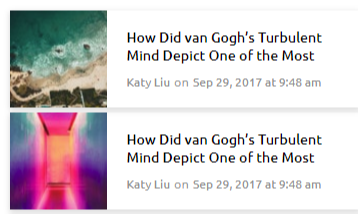 How Did van Gogh's Turbulent
Mind Depict One of the Most
Katy Liu on Sep 29, 2017 at 9:48 am
How Did van Gogh's Turbulent
Mind Depict One of the Most
Katy Liu on Sep 29, 2017 at 9:48 am